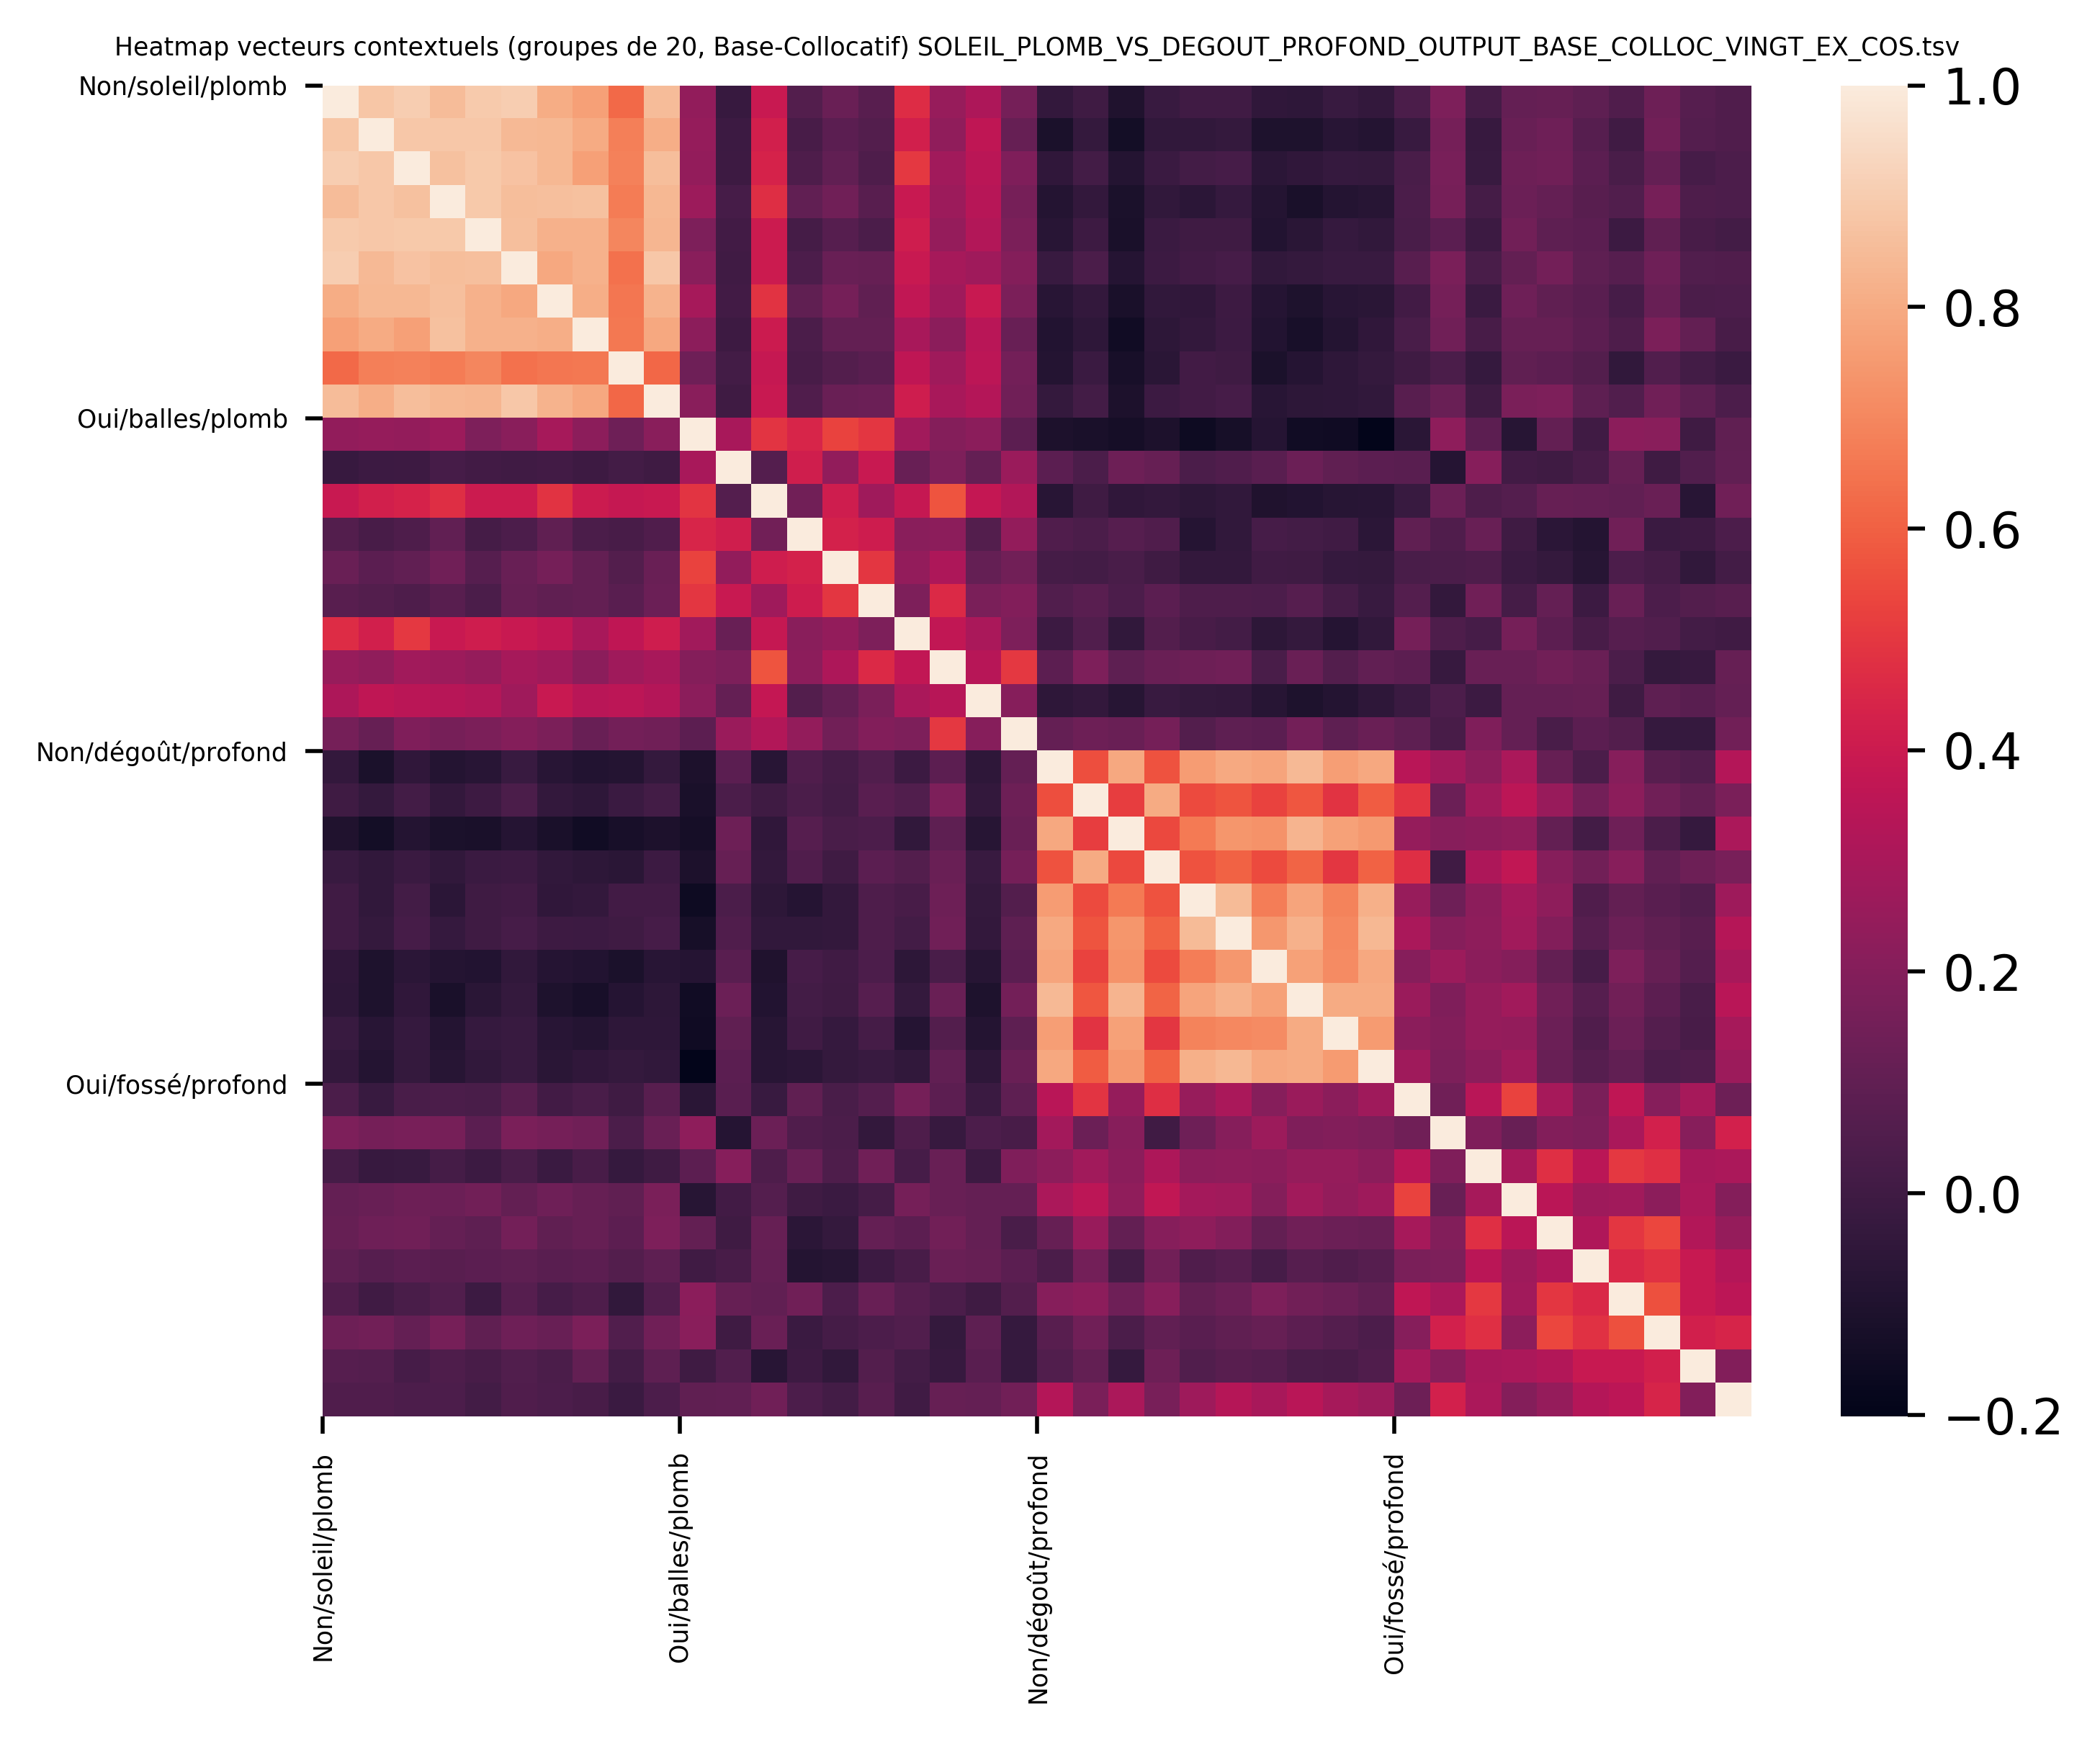 Heatmap vecteurs contextuels (groupes de 20, Base-Collocatif) SOLEIL_PLOMB_VS_DEGOUT_PROFOND_OUTPUT_BASE_COLLOC_VINGT_EX_COS.tsv
Non/soleil/plomb
Oui/balles/plomb
Non/dégoût/profond
Oui/fossé/profond
1.0
0.8
0.6
0.4
0.2
0.0
−0.2
Non/soleil/plomb
Oui/balles/plomb
Non/dégoût/profond
Oui/fossé/profond